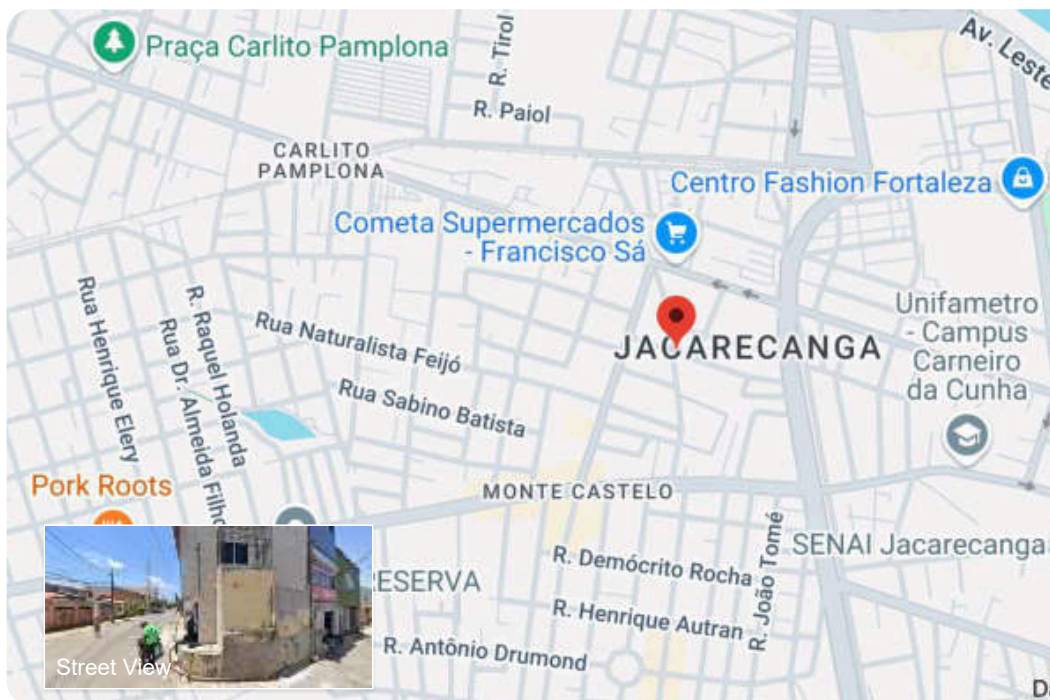 Praça Carlito Pamplona
R. Tirol
Av. Leste
R. Paiol
CARLITO
PAMPLONA
Centro Fashion Fortaleza
Cometa Supermercados
- Francisco Sá
Rua Henrique Elery
R. Raquel Holanda
Rua Dr. Almeida Filho
Rua Naturalista Feijó
JACARECANGA
Unifametro
- Campus
Carneiro
da Cunha
Rua Sabino Batista
Pork Roots
MONTE CASTELO
R. João Tomé
SENAI Jacarecanga
R. Demócrito Rocha
RESERVA
R. Henrique Autran
R. Antônio Drumond
Street View
D